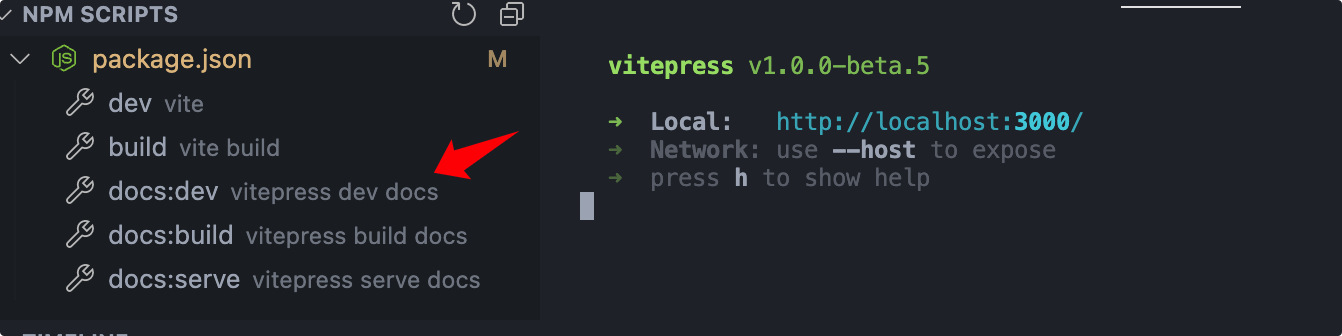 NPM SCRIPTS
package.json M
dev vite
build vite build
docs:dev vitepress dev docs
docs:build vitepress build docs
docs:serve vitepress serve docs
TIMELINE
vitepress v1.0.0-beta.5
➜ Local: http://localhost:3000/
➜ Network: use --host to expose
➜ press h to show help